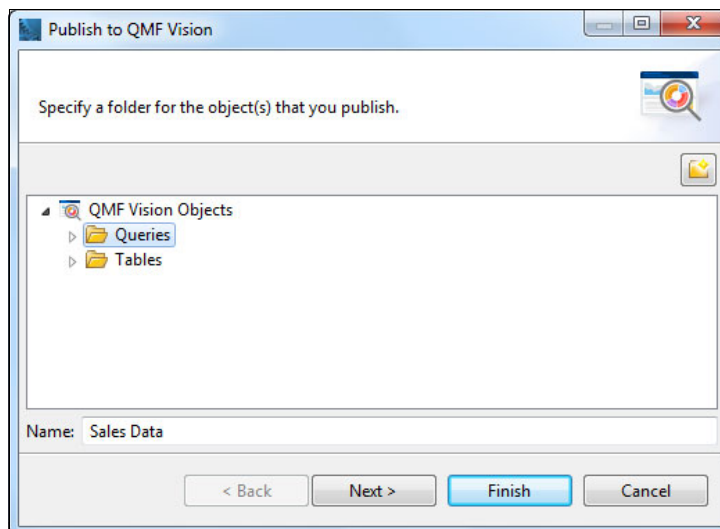 Publish to QMF Vision
Specify a folder for the object(s) that you publish.
QMF Vision Objects
Queries
Tables
Name: Sales Data
< Back Next > Finish Cancel